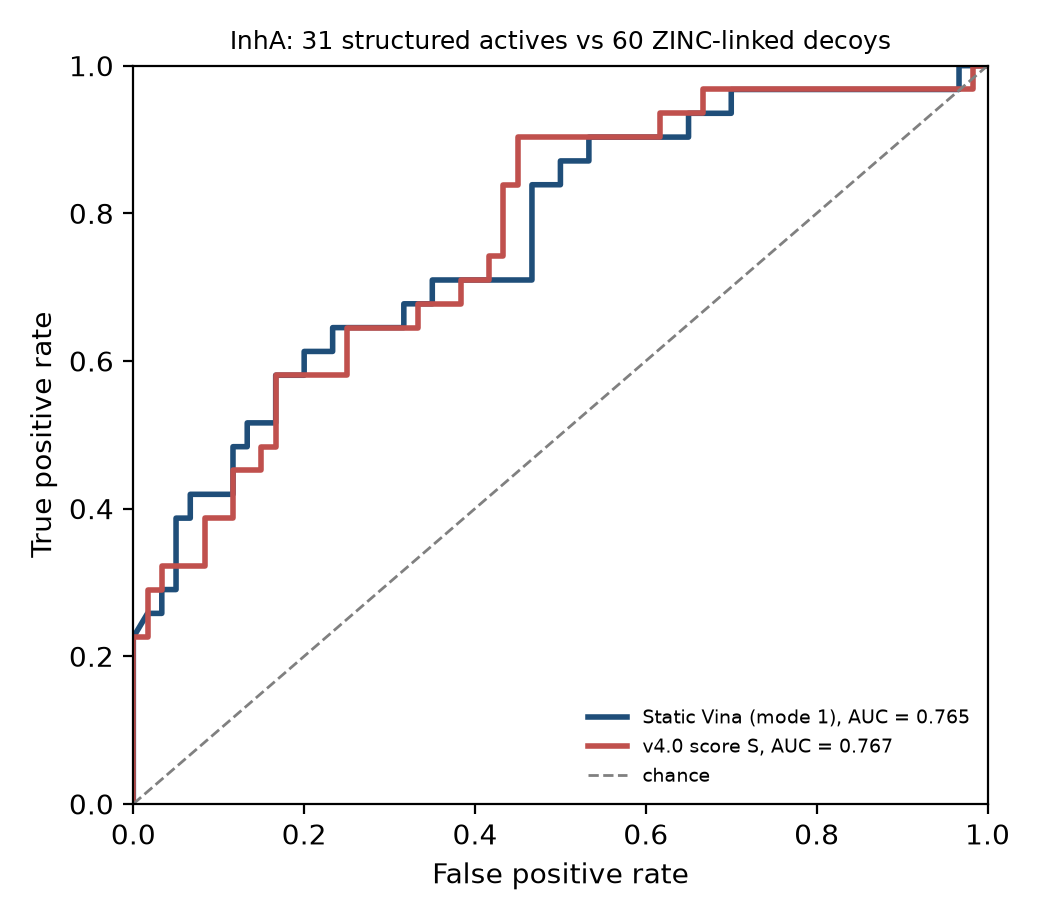 InhA: 31 structured actives vs 60 ZINC-linked decoys
True positive rate
1.0
0.8
0.6
0.4
0.2
0.0
Static Vina (mode 1), AUC = 0.765
v4.0 score S, AUC = 0.767
chance
0.0 0.2 0.4 0.6 0.8 1.0
False positive rate